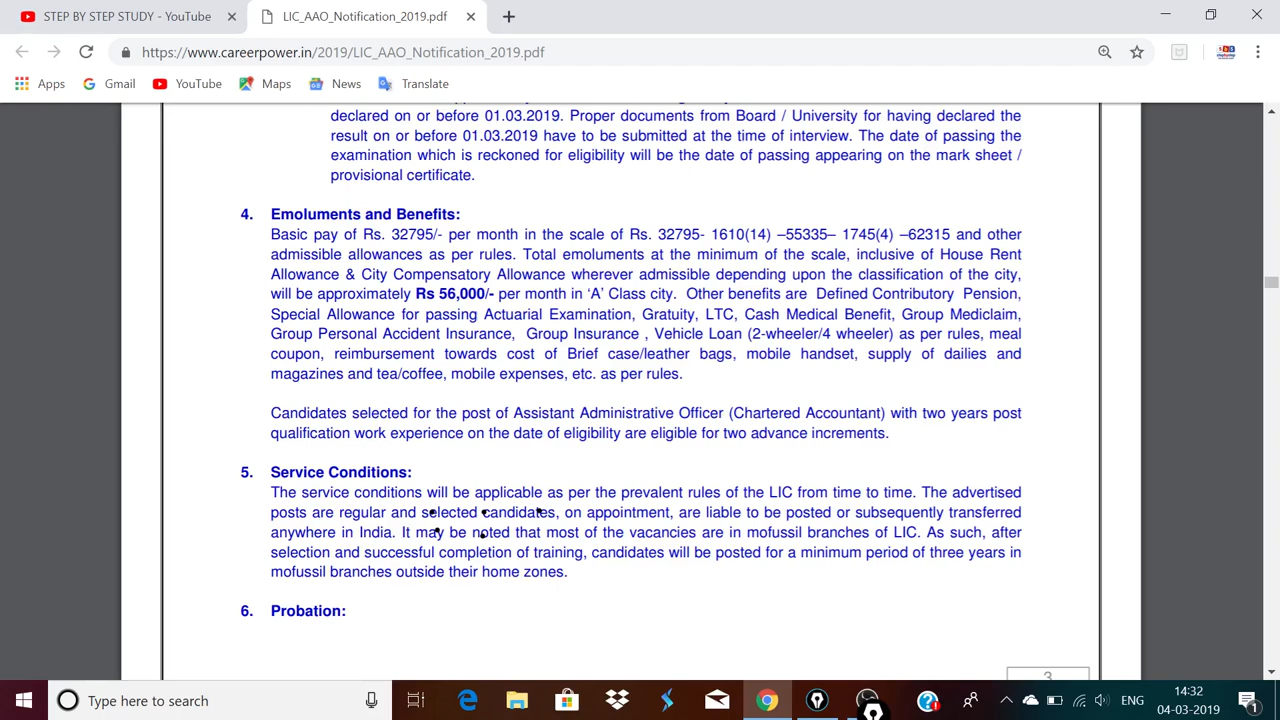 STEP BY STEP STUDY - YouTube
LIC_AAO_Notification_2019.pdf
https://www.careerpower.in/2019/LIC_AAO_Notification_2019.pdf
Apps Gmail YouTube Maps News Translate
declared on or before 01.03.2019. Proper documents from Board / University for having declared the
result on or before 01.03.2019 have to be submitted at the time of interview. The date of passing the
examination which is reckoned for eligibility will be the date of passing appearing on the mark sheet /
provisional certificate.
4. Emoluments and Benefits:
Basic pay of Rs. 32795/- per month in the scale of Rs. 32795- 1610(14) –55335– 1745(4) –62315 and other
admissible allowances as per rules. Total emoluments at the minimum of the scale, inclusive of House Rent
Allowance & City Compensatory Allowance wherever admissible depending upon the classification of the city,
will be approximately Rs 56,000/- per month in ‘A’ Class city. Other benefits are Defined Contributory Pension,
Special Allowance for passing Actuarial Examination, Gratuity, LTC, Cash Medical Benefit, Group Mediclaim,
Group Personal Accident Insurance, Group Insurance , Vehicle Loan (2-wheeler/4 wheeler) as per rules, meal
coupon, reimbursement towards cost of Brief case/leather bags, mobile handset, supply of dailies and
magazines and tea/coffee, mobile expenses, etc. as per rules.
Candidates selected for the post of Assistant Administrative Officer (Chartered Accountant) with two years post
qualification work experience on the date of eligibility are eligible for two advance increments.
5. Service Conditions:
The service conditions will be applicable as per the prevalent rules of the LIC from time to time. The advertised
posts are regular and selected candidates, on appointment, are liable to be posted or subsequently transferred
anywhere in India. It may be noted that most of the vacancies are in mofussil branches of LIC. As such, after
selection and successful completion of training, candidates will be posted for a minimum period of three years in
mofussil branches outside their home zones.
6. Probation:
3
Type here to search
ENG
14:32
04-03-2019
1